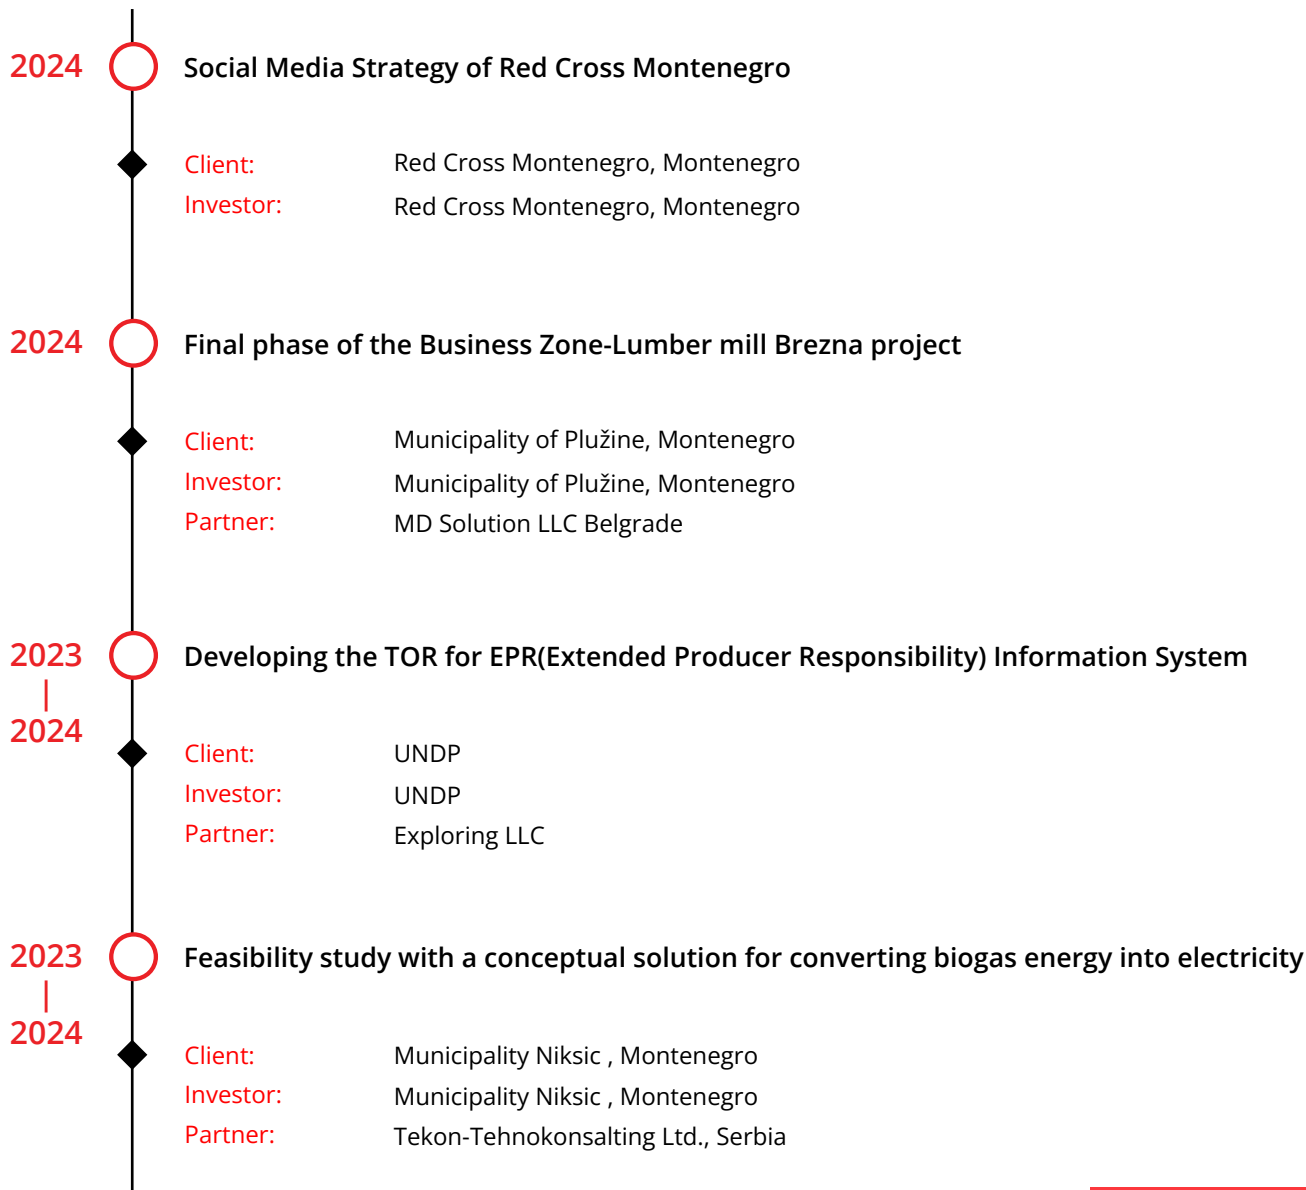 2024
Social Media Strategy of Red Cross Montenegro
Client: Red Cross Montenegro, Montenegro
Investor: Red Cross Montenegro, Montenegro
2024
Final phase of the Business Zone-Lumber mill Brezna project
Client: Municipality of Plužine, Montenegro
Investor: Municipality of Plužine, Montenegro
Partner: MD Solution LLC Belgrade
2023
|
2024
Developing the TOR for EPR(Extended Producer Responsibility) Information System
Client: UNDP
Investor: UNDP
Partner: Exploring LLC
2023
|
2024
Feasibility study with a conceptual solution for converting biogas energy into electricity
Client: Municipality Niksic , Montenegro
Investor: Municipality Niksic , Montenegro
Partner: Tekon-Tehnokonsalting Ltd., Serbia